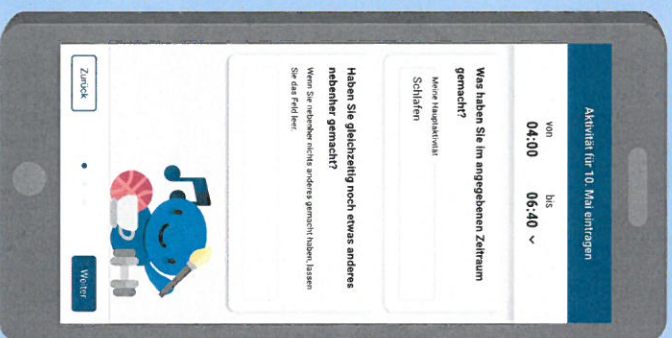 Aktivität für 10. Mai eintragen
von bis
04:00 06:40
Was haben Sie im angegebenen Zeitraum
gemacht?
Meine Hauptaktivität
Schlafen
Haben Sie gleichzeitig noch etwas anderes
nebenher gemacht?
Wenn Sie nebenher nichts anderes gemacht haben, lassen
Sie das Feld leer.
Zurück
Weiter